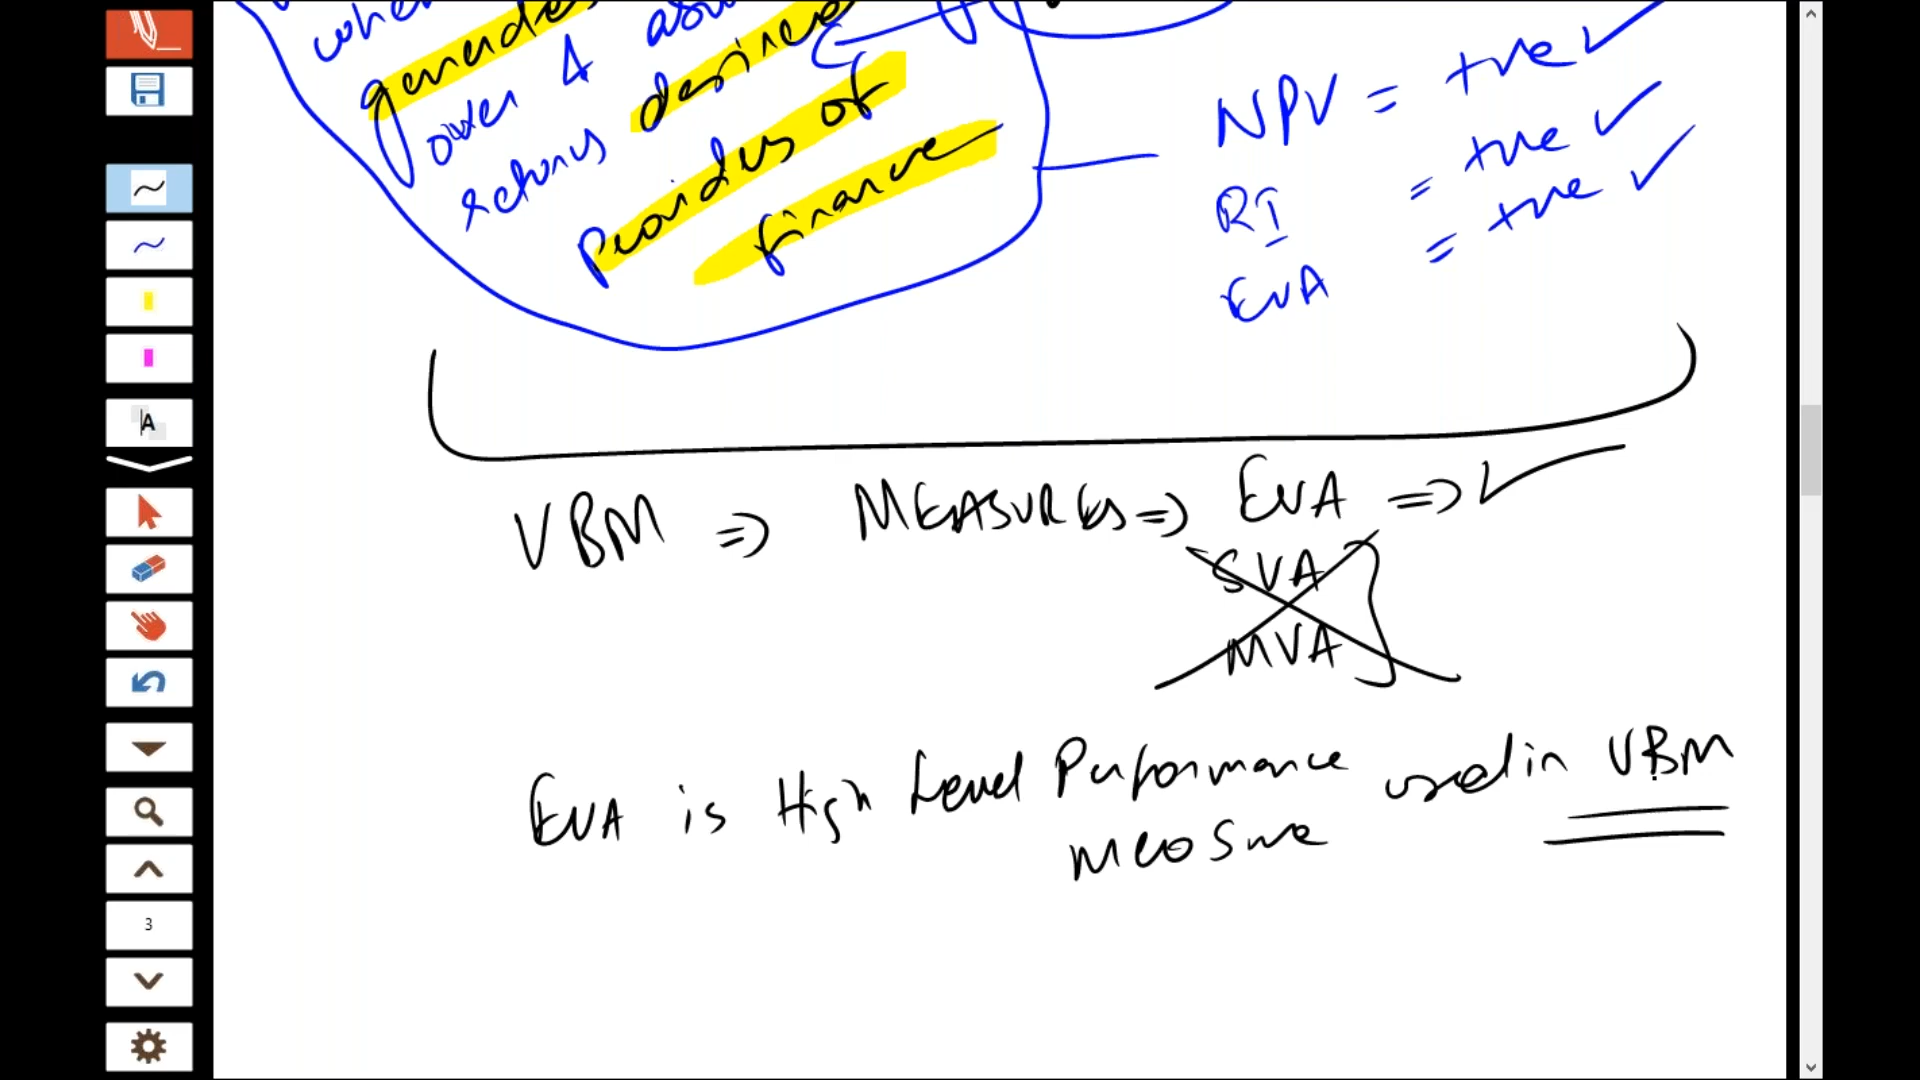 generates
over & above
returns desired
Providers of
finance
NPV = +ve ✓
RI = +ve ✓
EVA = +ve ✓
VBM => MEASURES => EVA => ✓
SVA
MVA
EVA is High Level Performance used in VBM
measure
A
3